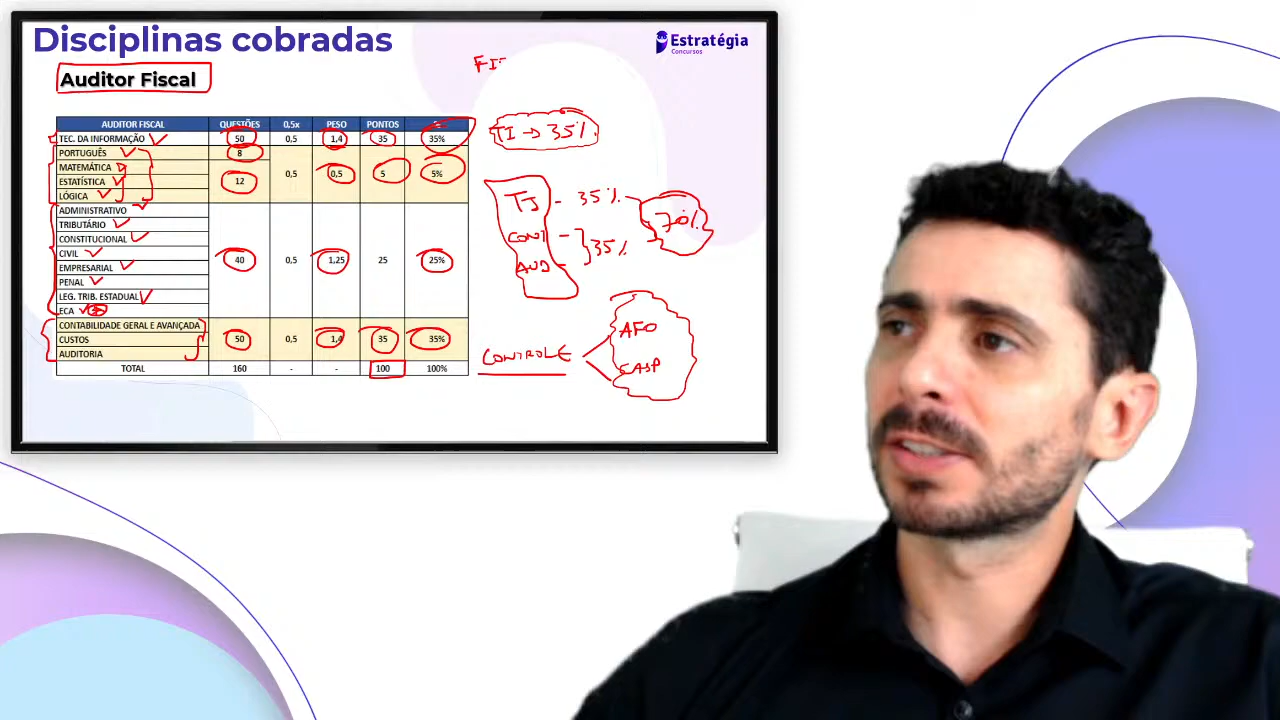 Disciplinas cobradas
Estratégia
Concursos
Auditor Fiscal
TI → 35%
AUDITOR FISCAL QUESTÕES 0,5x PESO PONTOS
TEC. DA INFORMAÇÃO 50 0,5 1,4 35 35%
PORTUGUÊS 8
MATEMÁTICA
ESTATÍSTICA 12 0,5 0,5 5 5%
LÓGICA
ADMINISTRATIVO
TRIBUTÁRIO
CONSTITUCIONAL
CIVIL 40 0,5 1,25 25 25%
EMPRESARIAL
PENAL
LEG. TRIB. ESTADUAL
ECA
CONTABILIDADE GERAL E AVANÇADA
CUSTOS 50 0,5 1,4 35 35%
AUDITORIA
TOTAL 160 - - 100 100%
TI - 35%
70%
CONT -
35%
AUD -
CONTROLE
AFO
CASP